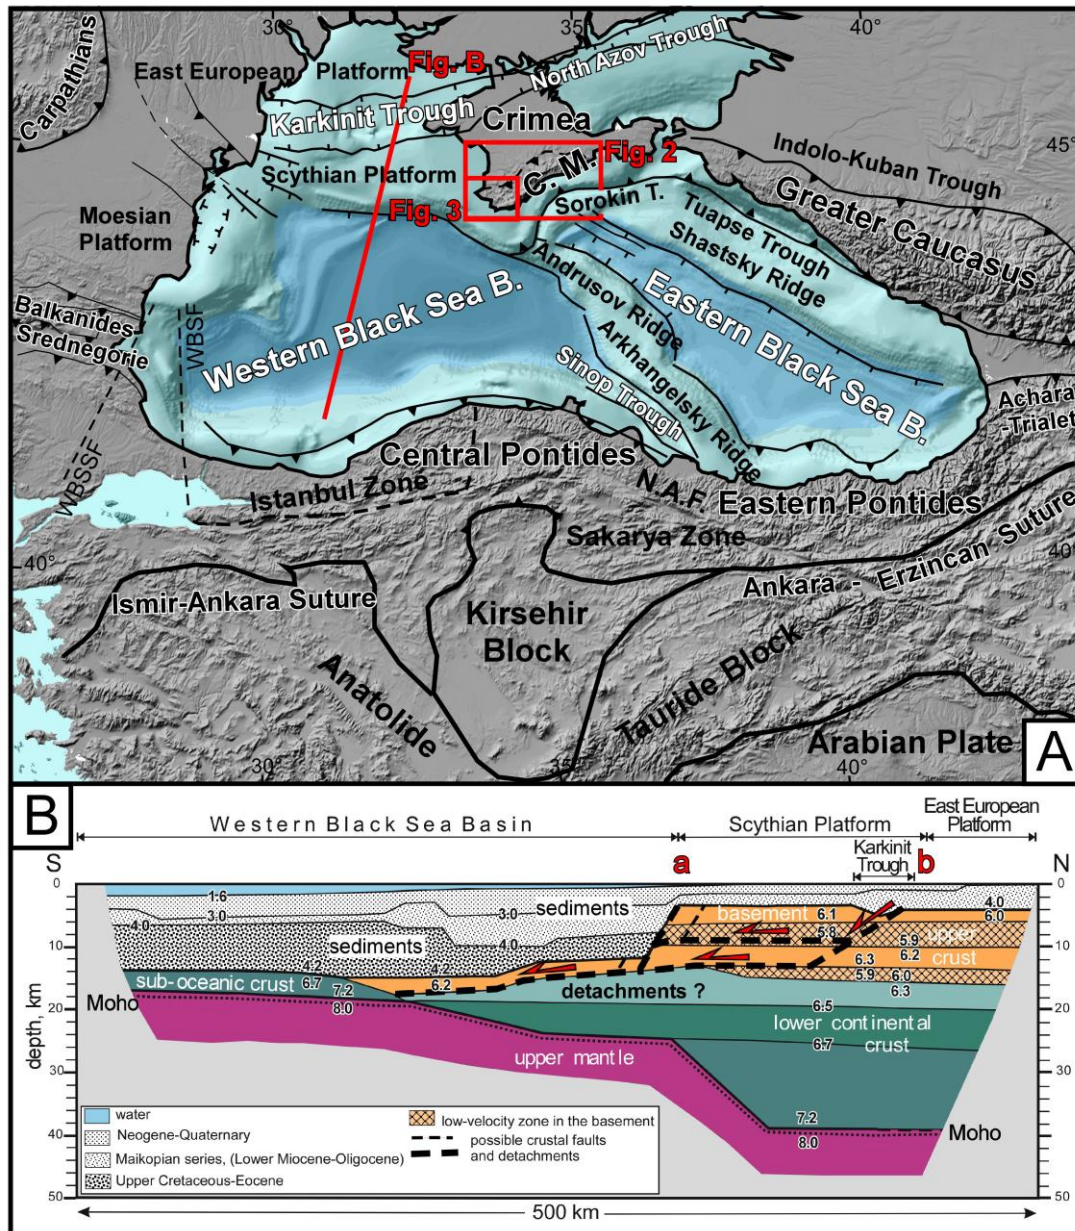 30°
35°
40°
Carpathians
East European
Platform
Fig. B
North Azov Trough
Karkinit Trough
Crimea
45°
Indolo-Kuban Trough
Fig. 2
C. M.
Scythian Platform
Fig. 3
Sorokin T.
Greater Caucasus
Moesian
Platform
Tuapse Trough
Shastsky Ridge
Andrusov Ridge
Eastern Black Sea B.
Western Black Sea B.
Balkanides
Srednegorie
WBSF
Arkhangelsky Ridge
Sinop Trough
Achara
-Trialet
WBSSF
Central Pontides
Istanbul Zone
N.A.F.
Eastern Pontides
Sakarya Zone
40°
40°
Ankara - Erzincan Suture
Ismir-Ankara Suture
Kirsehir
Block
Anatolide
Tauride Block
Arabian Plate
30°
35°
40°
A
B
Western Black Sea Basin
Scythian Platform
East European
Platform
Karkinit
Trough
S
a
b
N
0
0
1.6
3.0
4.0
3.0
sediments
basement
6.1
5.8
4.0
6.0
10
sediments
4.0
5.9
upper
6.2
crust
10
4.2
4.2
6.3
5.9
6.0
sub-oceanic crust
6.7
7.2
6.2
detachments ?
6.3
Moho
8.0
6.5
20
20
lower continental
crust
6.7
upper mantle
30
30
depth, km
water
Neogene-Quaternary
Maikopian series, (Lower Miocene-Oligocene)
Upper Cretaceous-Eocene
low-velocity zone in the basement
possible crustal faults
and detachments
7.2
8.0
Moho
40
40
50
50
500 km